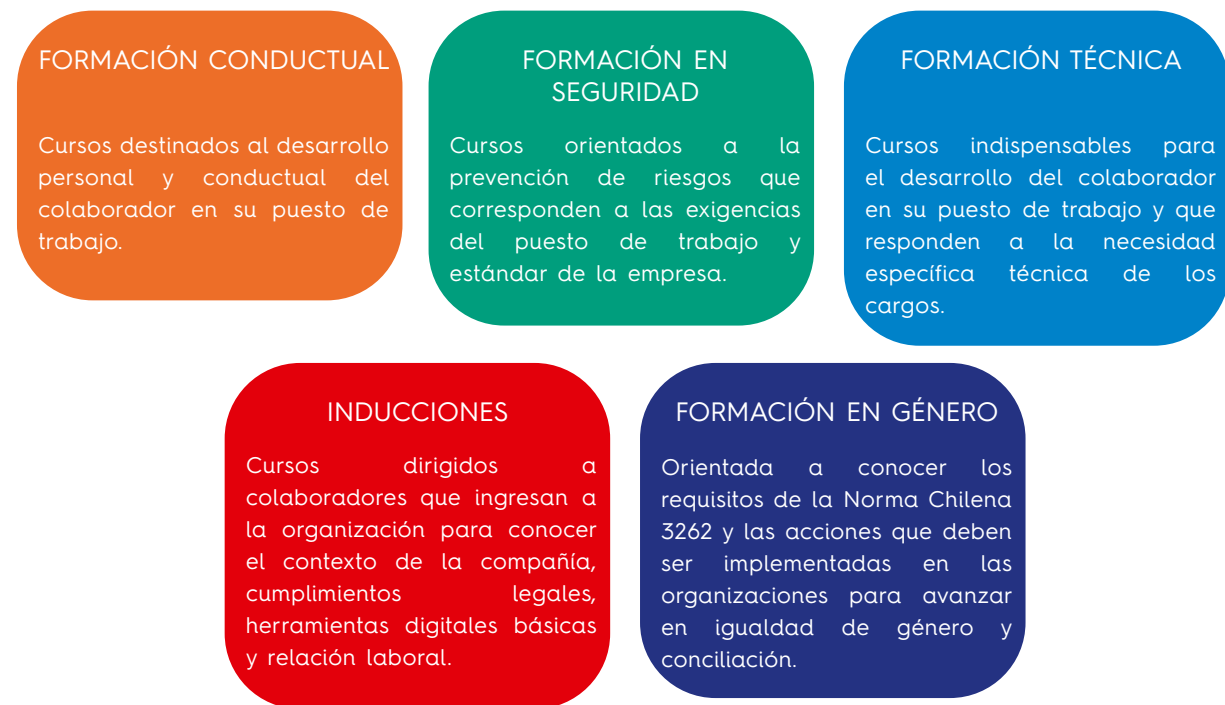 FORMACIÓN CONDUCTUAL
Cursos destinados al desarrollo
personal y conductual del
colaborador en su puesto de
trabajo.
FORMACIÓN EN
SEGURIDAD
Cursos orientados a la
prevención de riesgos que
corresponden a las exigencias
del puesto de trabajo y
estándar de la empresa.
FORMACIÓN TÉCNICA
Cursos indispensables para
el desarrollo del colaborador
en su puesto de trabajo y que
responden a la necesidad
específica técnica de los
cargos.
INDUCCIONES
Cursos dirigidos a
colaboradores que ingresan a
la organización para conocer
el contexto de la compañía,
cumplimientos legales,
herramientas digitales básicas
y relación laboral.
FORMACIÓN EN GÉNERO
Orientada a conocer los
requisitos de la Norma Chilena
3262 y las acciones que deben
ser implementadas en las
organizaciones para avanzar
en igualdad de género y
conciliación.